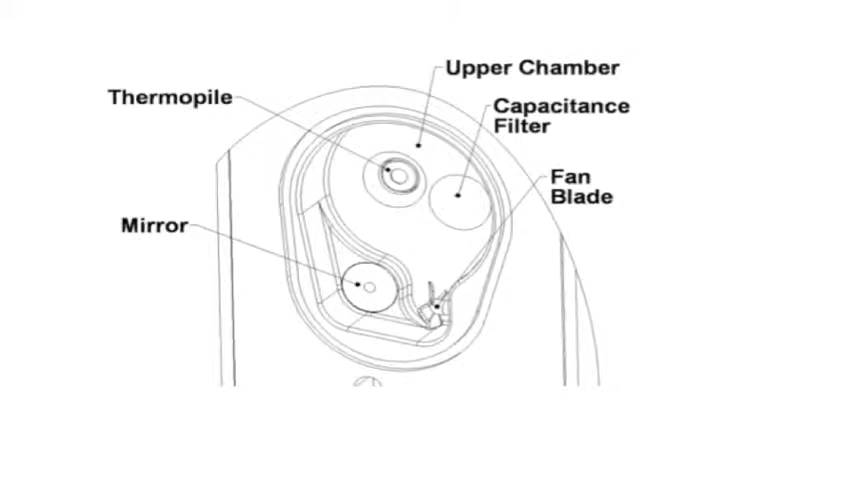 Upper Chamber
Thermopile
Capacitance
Filter
Fan
Blade
Mirror